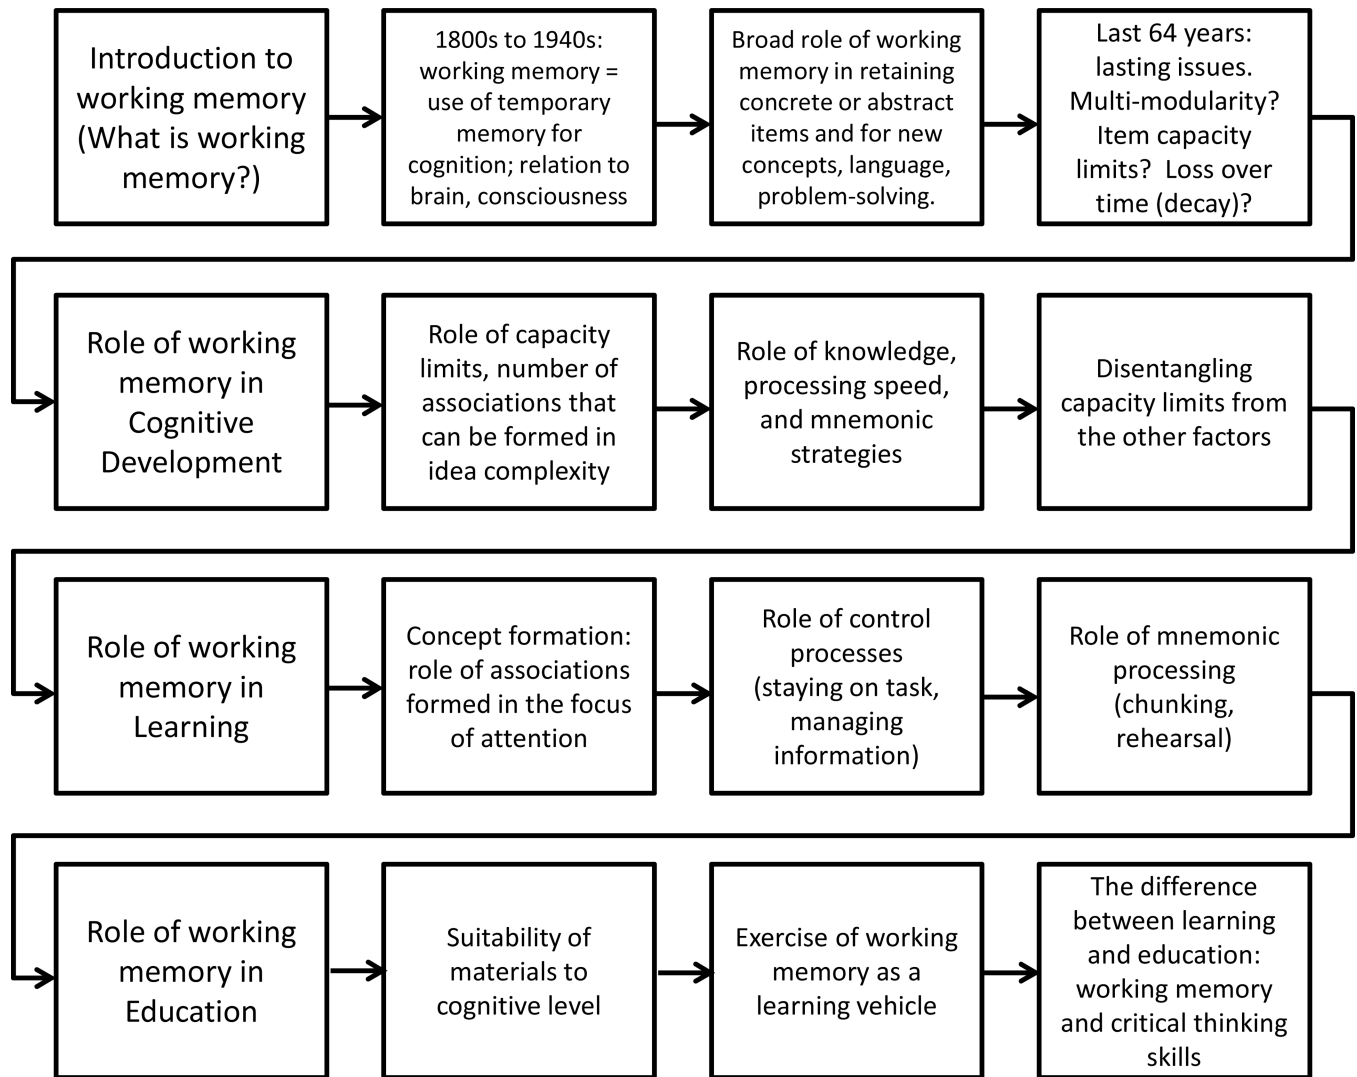 Introduction to
working memory
(What is working
memory?)
1800s to 1940s:
working memory =
use of temporary
memory for
cognition; relation to
brain, consciousness
Broad role of working
memory in retaining
concrete or abstract
items and for new
concepts, language,
problem-solving.
Last 64 years:
lasting issues.
Multi-modularity?
Item capacity
limits?  Loss over
time (decay)?
Role of working
memory in
Cognitive
Development
Role of capacity
limits, number of
associations that
can be formed in
idea complexity
Role of knowledge,
processing speed,
and mnemonic
strategies
Disentangling
capacity limits from
the other factors
Role of working
memory in
Learning
Concept formation:
role of associations
formed in the focus
of attention
Role of control
processes
(staying on task,
managing
information)
Role of mnemonic
processing
(chunking,
rehearsal)
Role of working
memory in
Education
Suitability of
materials to
cognitive level
Exercise of working
memory as a
learning vehicle
The difference
between learning
and education:
working memory
and critical thinking
skills